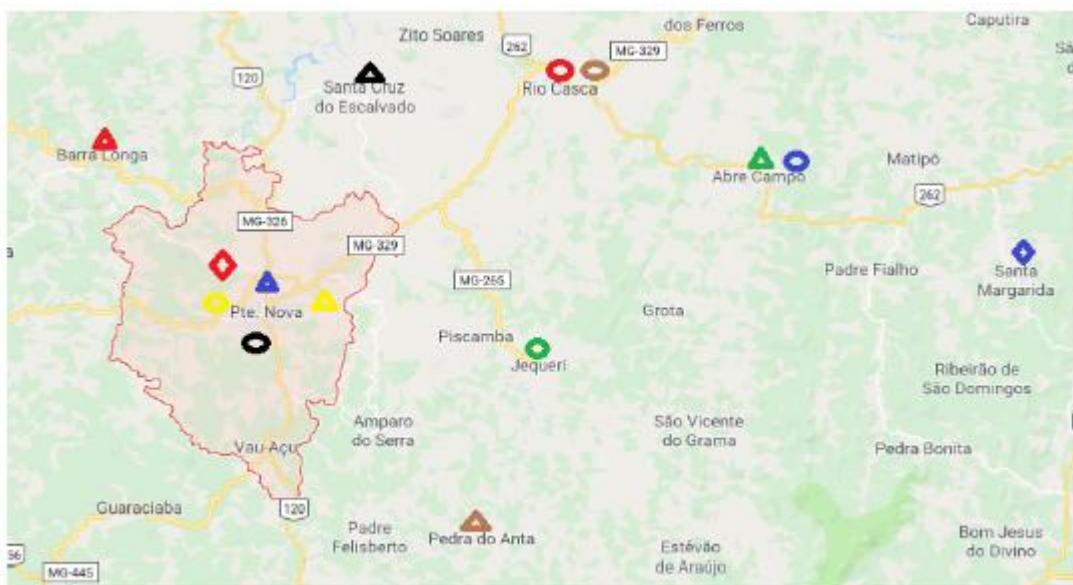 Caputira
dos Ferros
Zito Soares
262
MG-329
120
Santa Cruz
do Escalvado
Rio Casca
Barra Longa
Abre Campo
Matipó
262
MG-326
MG-329
MG-265
Padre Fialho
Santa
Margarida
Pte. Nova
Grota
Piscamba
Jequeri
Ribeirão de
São Domingos
Amparo
do Serra
São Vicente
do Grama
Vau Açu
Pedra Bonita
Guaraciaba
120
Padre
Felisberto
Pedra do Anta
Estêvão
de Araújo
Bom Jesus
do Divino
MG-445